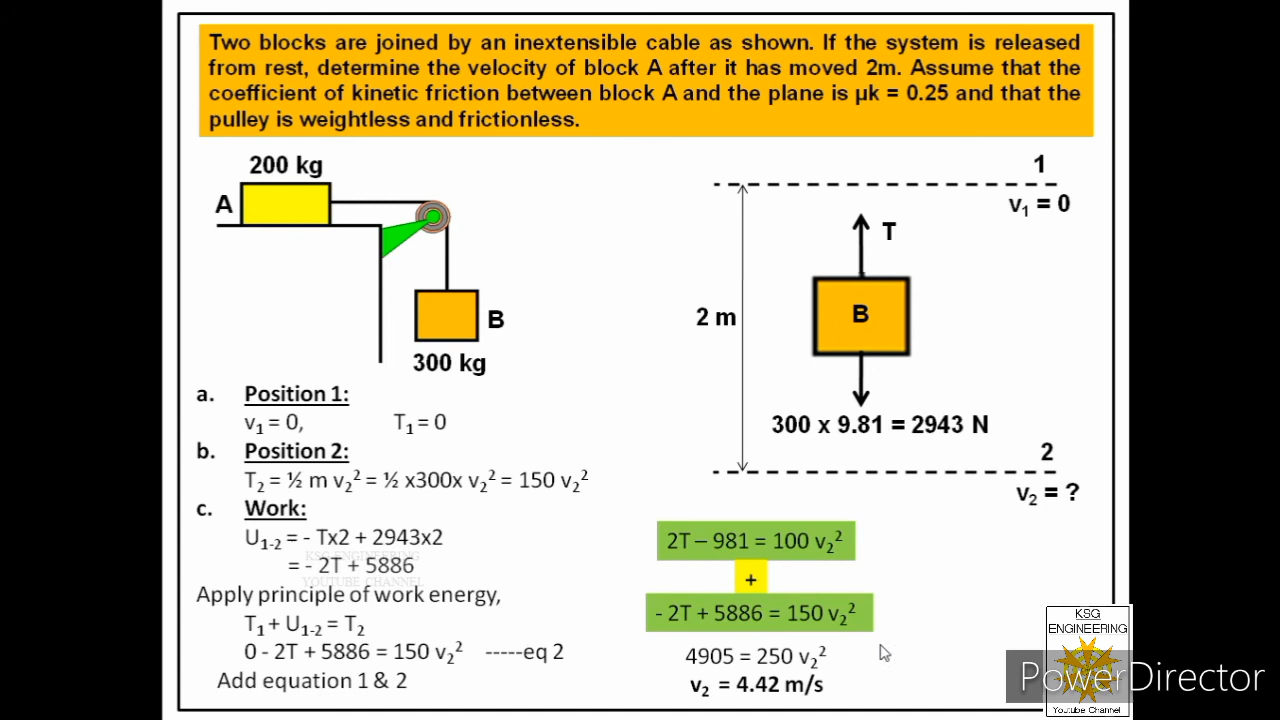 Two blocks are joined by an inextensible cable as shown. If the system is released
from rest, determine the velocity of block A after it has moved 2m. Assume that the
coefficient of kinetic friction between block A and the plane is µk = 0.25 and that the
pulley is weightless and frictionless.
200 kg
A
B
300 kg
1
v₁ = 0
T
B
2 m
300 x 9.81 = 2943 N
2
v₂ = ?
a. Position 1:
v₁ = 0, T₁ = 0
b. Position 2:
T₂ = ½ m v₂² = ½ x300x v₂² = 150 v₂²
c. Work:
U₁₋₂ = - Tx2 + 2943x2
= - 2T + 5886
KSG ENGINEERING
YOUTUBE CHANNEL
Apply principle of work energy,
T₁ + U₁₋₂ = T₂
0 - 2T + 5886 = 150 v₂² -----eq 2
Add equation 1 & 2
2T – 981 = 100 v₂²
+
- 2T + 5886 = 150 v₂²
4905 = 250 v₂²
v₂ = 4.42 m/s
KSG
ENGINEERING
PowerDirector
Youtube Channel